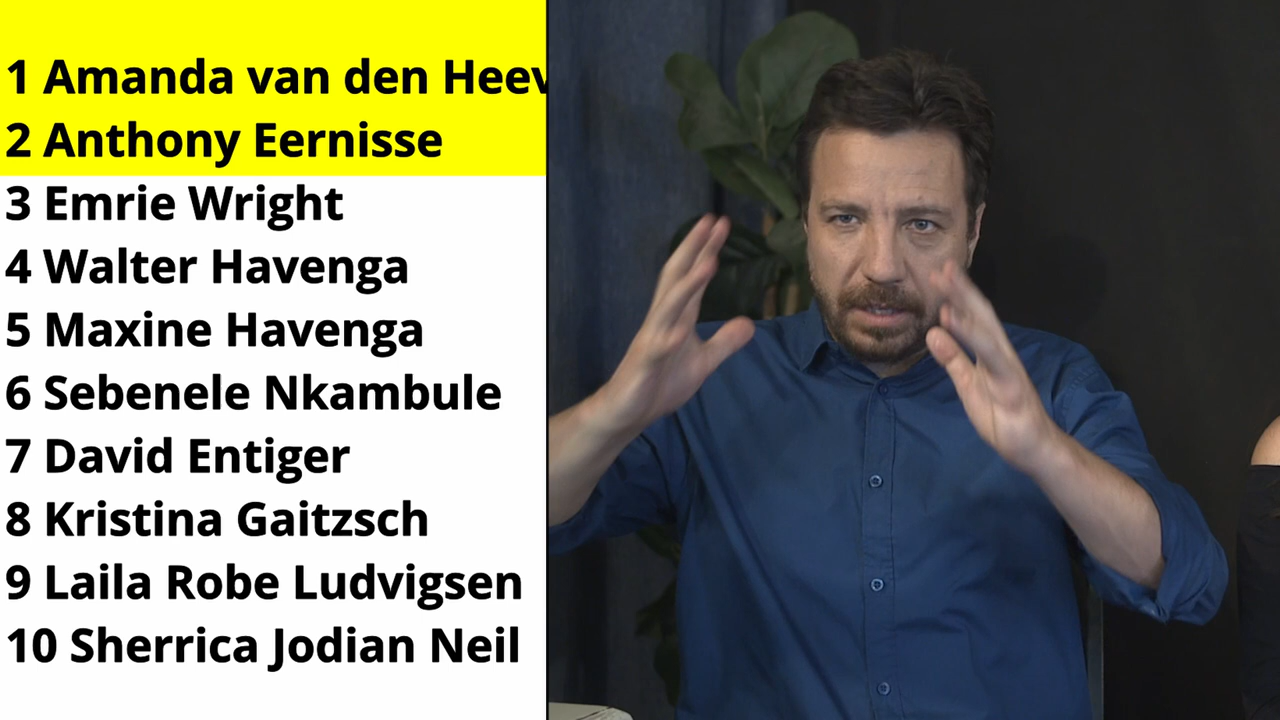 1 Amanda van den Heev
2 Anthony Eernisse
3 Emrie Wright
4 Walter Havenga
5 Maxine Havenga
6 Sebenele Nkambule
7 David Entiger
8 Kristina Gaitzsch
9 Laila Robe Ludvigsen
10 Sherrica Jodian Neil